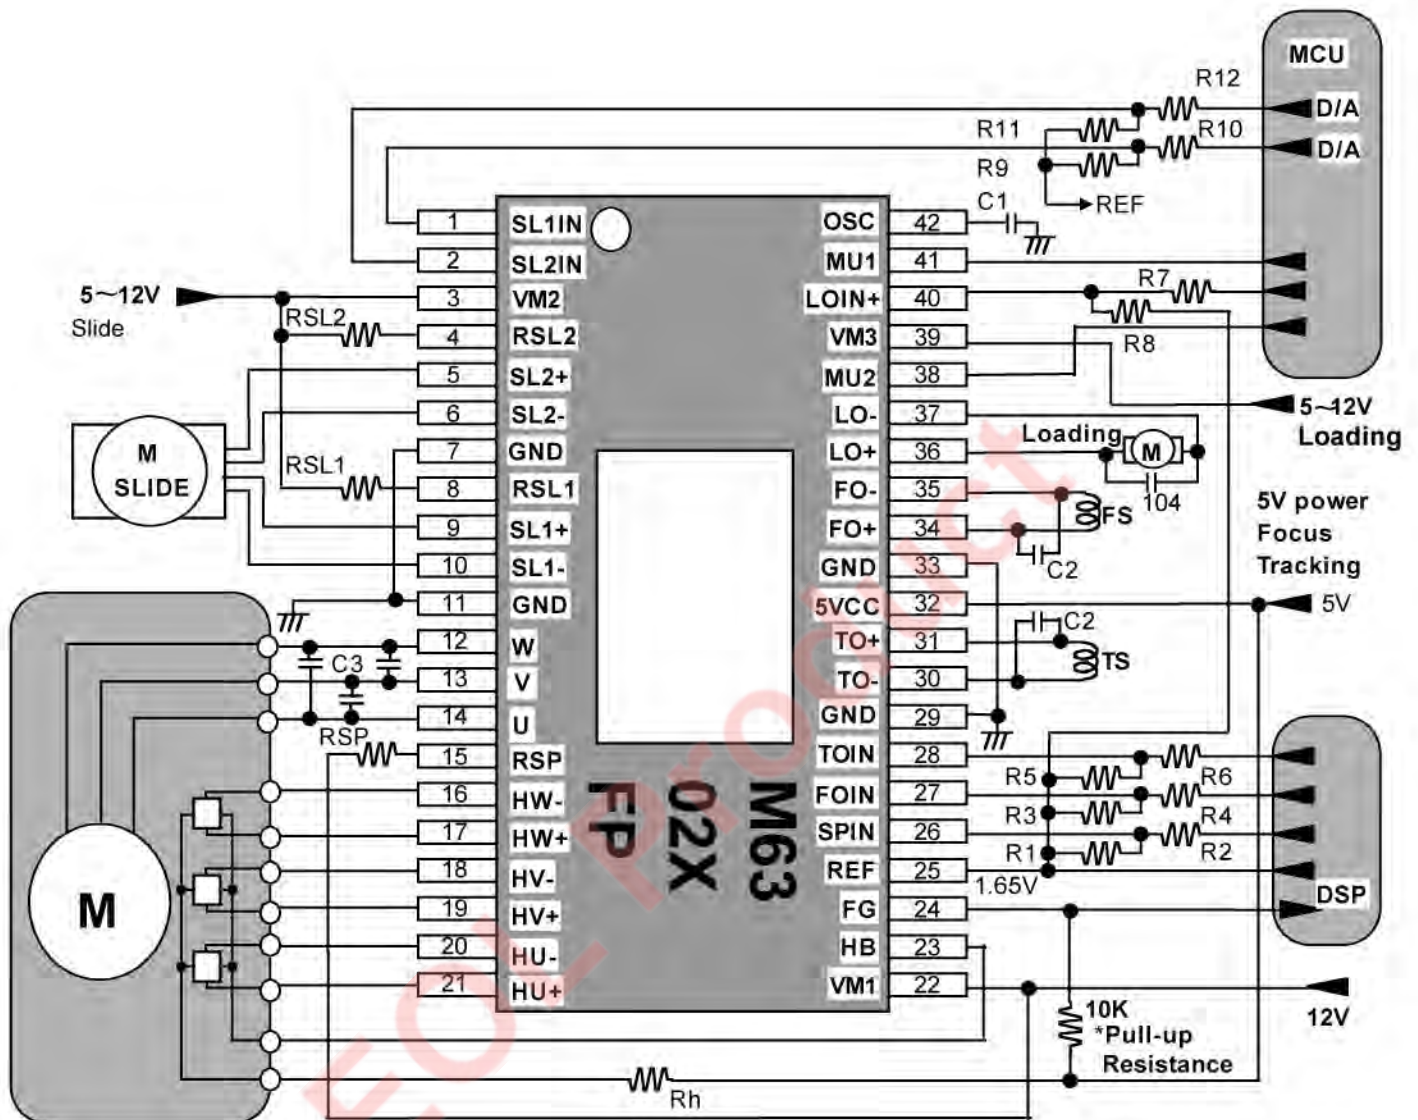 MCU
R12
D/A
R11
R10
D/A
R9
REF
C1
1 SL1IN
OSC 42
2 SL2IN
MU1 41
5~12V
Slide
3 VM2
LOIN+ 40
R7
RSL2
4 RSL2
VM3 39
R8
5 SL2+
MU2 38
6 SL2-
LO- 37
5~12V
Loading
M
SLIDE
7 GND
LO+ 36
Loading
M
RSL1
8 RSL1
FO- 35
104
FS
5V power
Focus
Tracking
9 SL1+
FO+ 34
C2
10 SL1-
GND 33
11 GND
5VCC 32
5V
12 W
TO+ 31
C2
C3
13 V
TO- 30
TS
14 U
GND 29
RSP
15 RSP
TOIN 28
R5
R6
16 HW-
FOIN 27
R3
R4
17 HW+
SPIN 26
R1
R2
18 HV-
REF 25
1.65V
19 HV+
FG 24
DSP
20 HU-
HB 23
21 HU+
VM1 22
12V
M63
02X
FP
M
10K
*Pull-up
Resistance
Rh
EOL Product